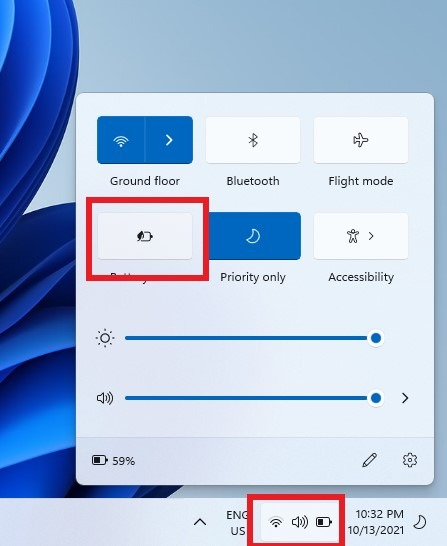 Ground floor
Bluetooth
Flight mode
Priority only
Accessibility
59%
ENG
US
10:32 PM
10/13/2021